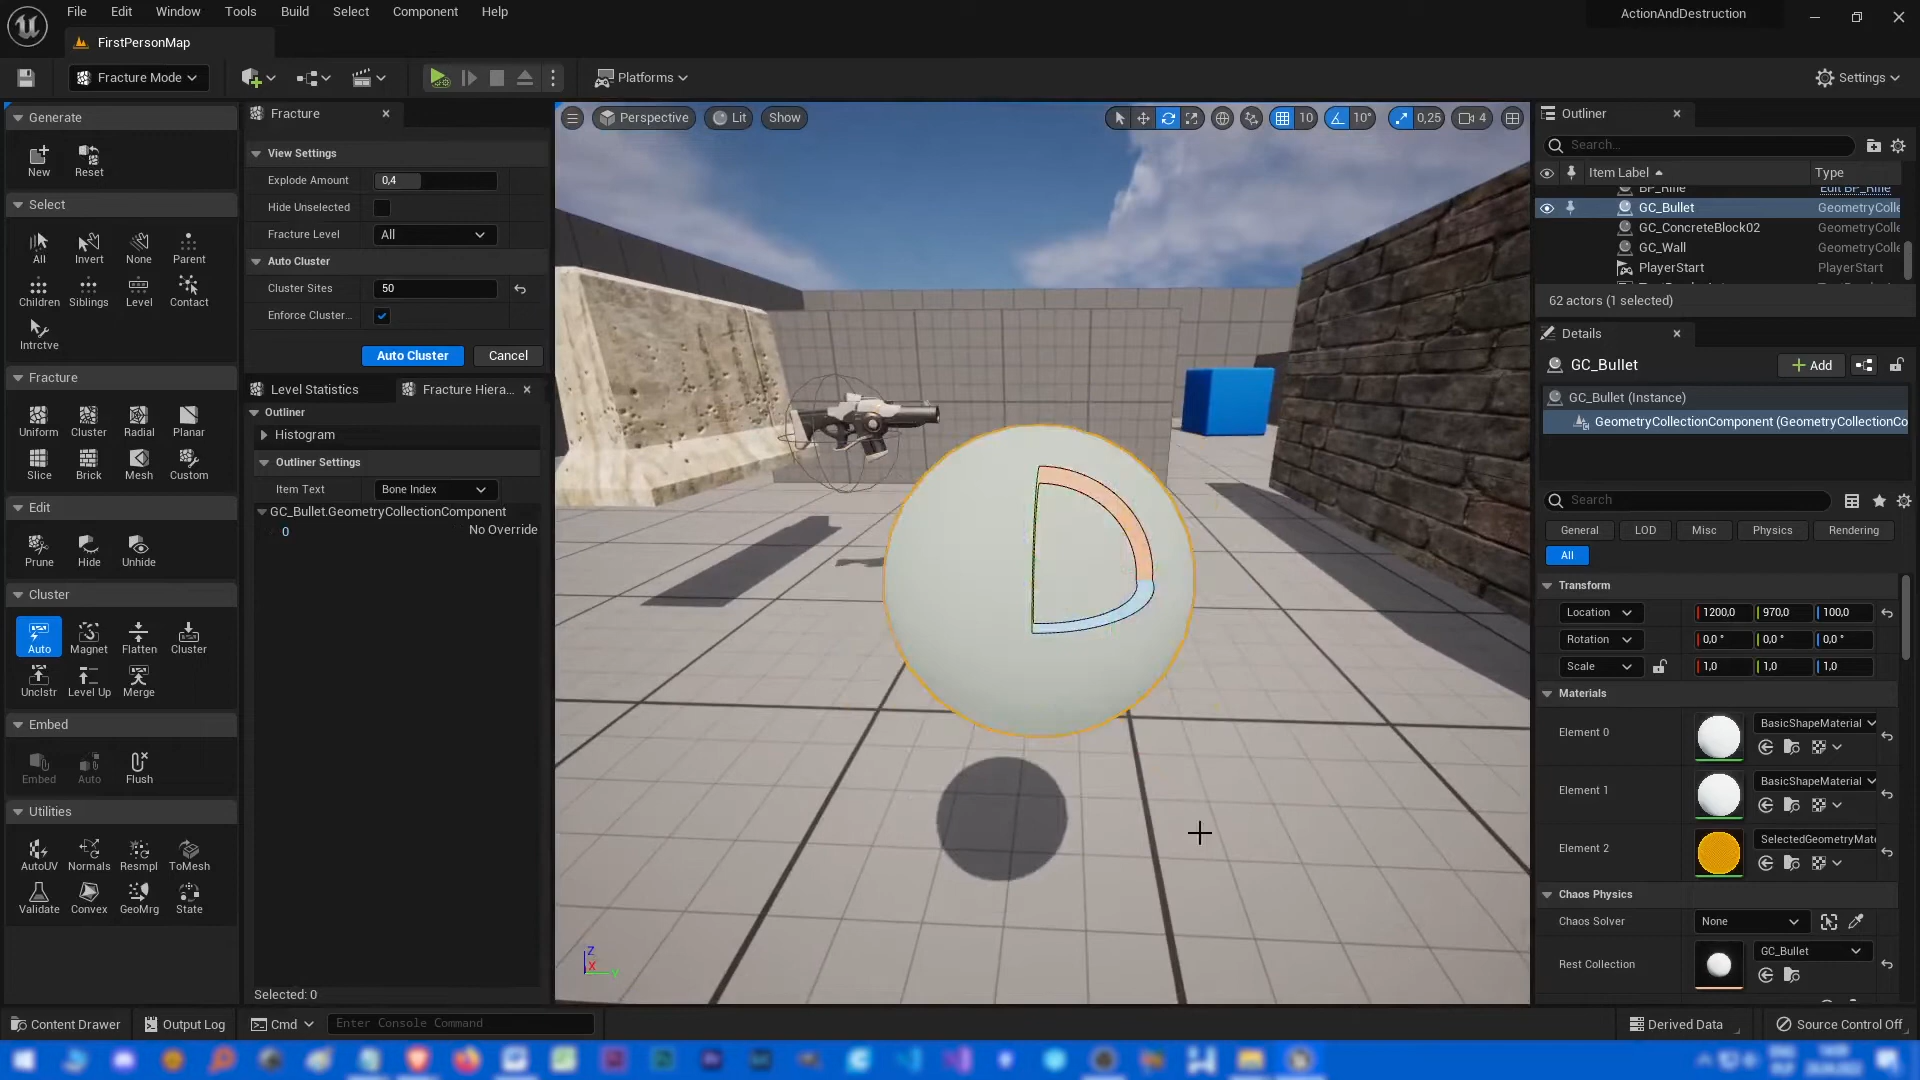 File Edit Window Tools Build Select Component Help
ActionAndDestruction
FirstPersonMap
Fracture Mode
Platforms
Settings
Generate
New Reset
Select
All Invert None Parent
Children Siblings Level Contact
Intrctve
Fracture
Uniform Cluster Radial Planar
Slice Brick Mesh Custom
Edit
Prune Hide Unhide
Cluster
Auto Magnet Flatten Cluster
Unclstr Level Up Merge
Embed
Embed Auto Flush
Utilities
AutoUV Normals Resmpl ToMesh
Validate Convex GeoMrg State
Fracture
View Settings
Explode Amount 0,4
Hide Unselected
Fracture Level All
Auto Cluster
Cluster Sites 50
Enforce Cluster...
Auto Cluster Cancel
Level Statistics Fracture Hiera...
Outliner
Histogram
Outliner Settings
Item Text Bone Index
GC_Bullet.GeometryCollectionComponent
0 No Override
Selected: 0
Perspective Lit Show
10 10° 0,25 4
Z
X
Y
Outliner
Search...
Item Label Type
BP_Rifle Edit BP_Rifle
GC_Bullet GeometryColle
GC_ConcreteBlock02 GeometryColle
GC_Wall GeometryColle
PlayerStart PlayerStart
62 actors (1 selected)
Details
GC_Bullet
Add
GC_Bullet (Instance)
GeometryCollectionComponent (GeometryCollectionCo
Search
General LOD Misc Physics Rendering
All
Transform
Location 1200,0 970,0 100,0
Rotation 0,0 ° 0,0 ° 0,0 °
Scale 1,0 1,0 1,0
Materials
Element 0 BasicShapeMaterial
Element 1 BasicShapeMaterial
Element 2 SelectedGeometryMate
Chaos Physics
Chaos Solver None
Rest Collection GC_Bullet
Content Drawer Output Log Cmd Enter Console Command
Derived Data Source Control Off